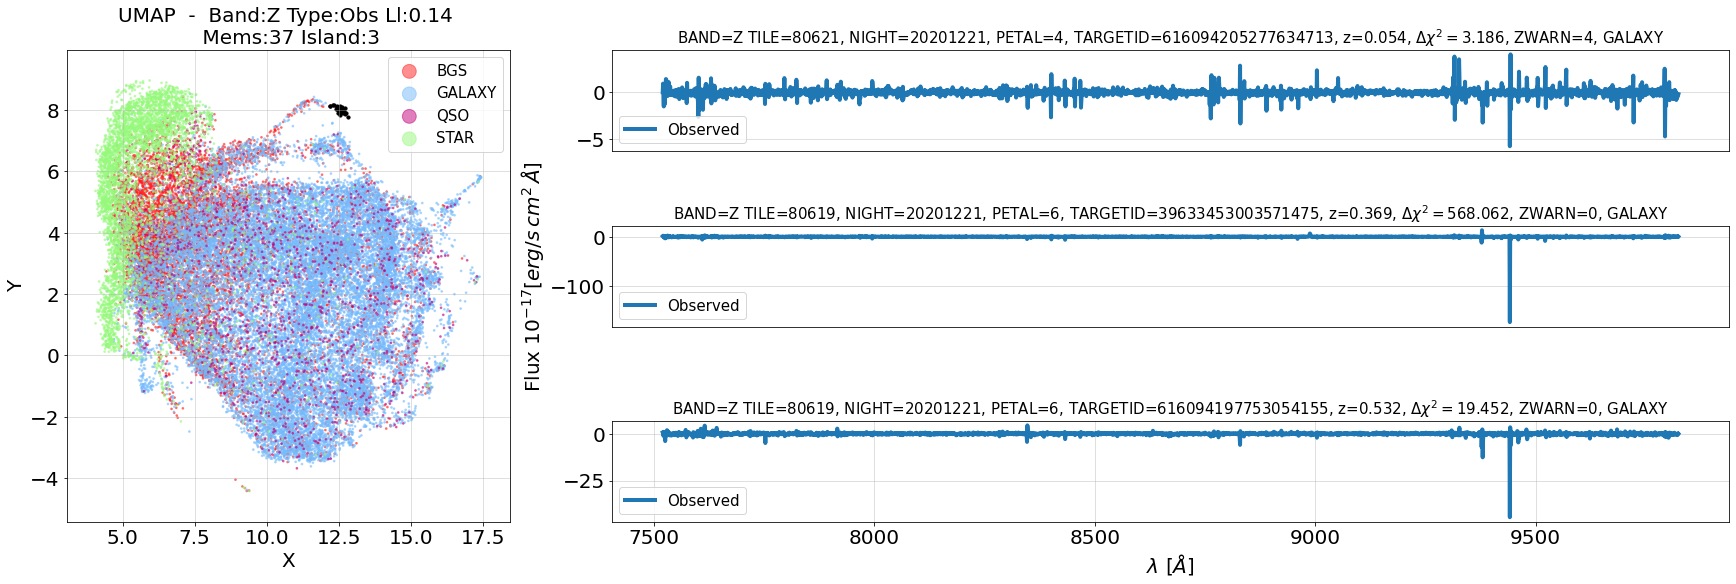 UMAP - Band:Z Type:Obs Ll:0.14
Mems:37 Island:3
BGS
GALAXY
QSO
STAR
8
6
4
2
0
−2
−4
Y
5.0 7.5 10.0 12.5 15.0 17.5
X
Flux 10⁻¹⁷[erg/s cm² Å]
BAND=Z TILE=80621, NIGHT=20201221, PETAL=4, TARGETID=616094205277634713, z=0.054, Δχ² = 3.186, ZWARN=4, GALAXY
0
−5
Observed
BAND=Z TILE=80619, NIGHT=20201221, PETAL=6, TARGETID=39633453003571475, z=0.369, Δχ² = 568.062, ZWARN=0, GALAXY
0
−100
Observed
BAND=Z TILE=80619, NIGHT=20201221, PETAL=6, TARGETID=616094197753054155, z=0.532, Δχ² = 19.452, ZWARN=0, GALAXY
0
−25
Observed
7500 8000 8500 9000 9500
λ [Å]